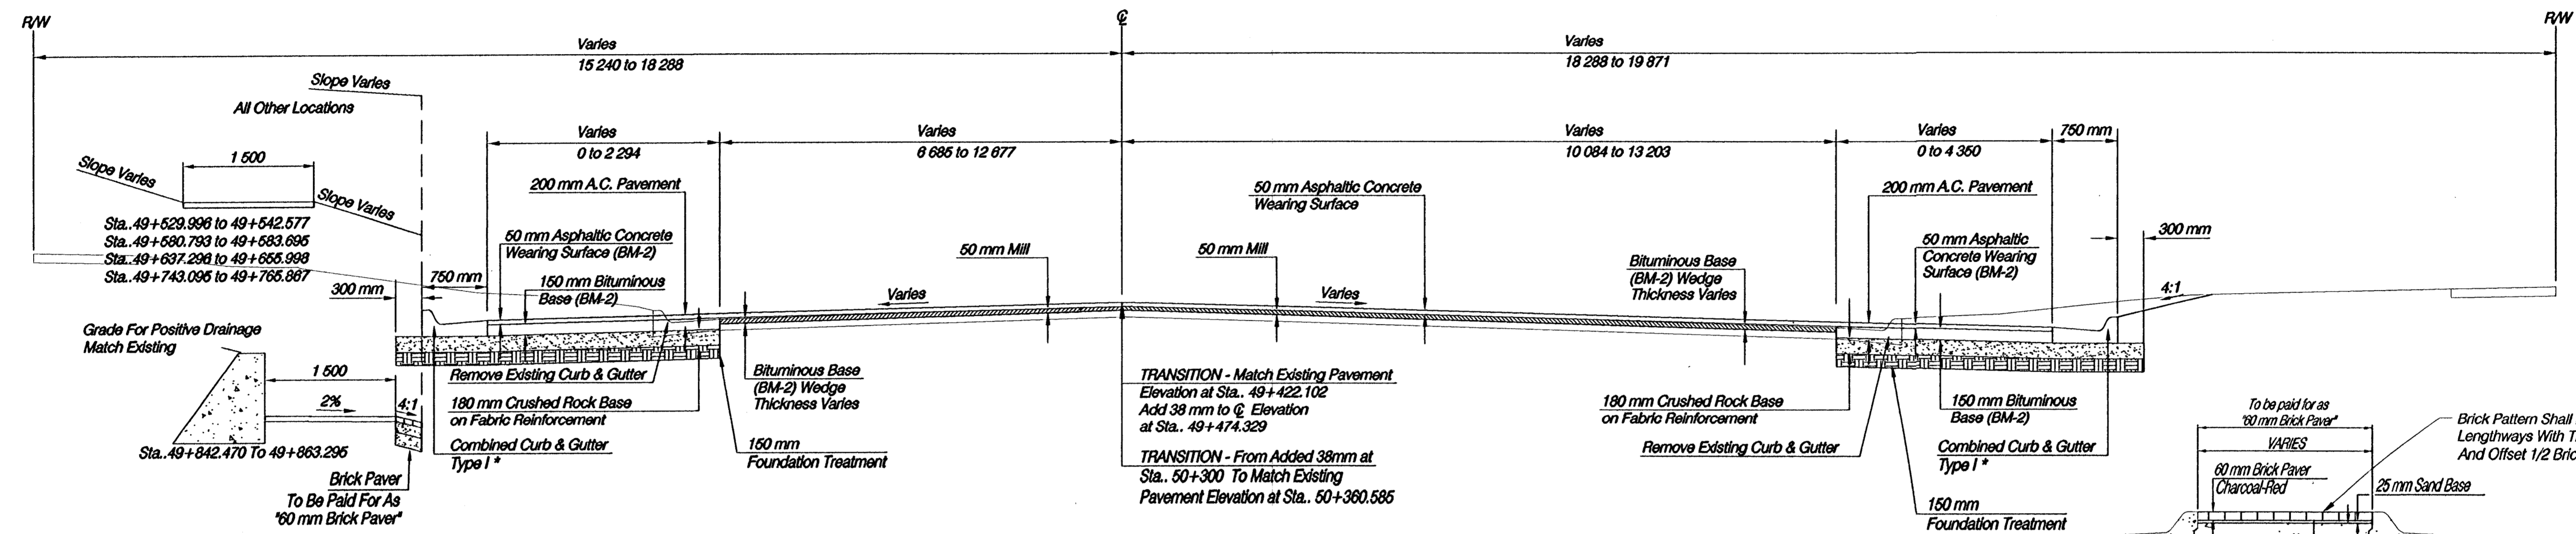 R/W
℄
R/W
Varies
15 240 to 18 288
Varies
18 288 to 19 871
Slope Varies
All Other Locations
Varies
0 to 2 294
Varies
6 685 to 12 677
Varies
10 084 to 13 203
Varies
0 to 4 350
750 mm
1 500
Slope Varies
Slope Varies
200 mm A.C. Pavement
50 mm Asphaltic Concrete
Wearing Surface
200 mm A.C. Pavement
Sta..49+529.996 to 49+542.577
Sta..49+580.793 to 49+583.695
Sta..49+637.296 to 49+655.998
Sta..49+743.095 to 49+765.867
50 mm Asphaltic Concrete
Wearing Surface (BM-2)
50 mm Mill
50 mm Mill
Bituminous Base
(BM-2) Wedge
Thickness Varies
50 mm Asphaltic
Concrete Wearing
Surface (BM-2)
300 mm
750 mm
150 mm Bituminous
Base (BM-2)
300 mm
Varies
Varies
4:1
Grade For Positive Drainage
Match Existing
1 500
2%
4:1
Sta..49+842.470 To 49+863.295
Brick Paver
To Be Paid For As
"60 mm Brick Paver"
Remove Existing Curb & Gutter
180 mm Crushed Rock Base
on Fabric Reinforcement
Combined Curb & Gutter
Type I *
Bituminous Base
(BM-2) Wedge
Thickness Varies
150 mm
Foundation Treatment
TRANSITION - Match Existing Pavement
Elevation at Sta.. 49+422.102
Add 38 mm to ℄ Elevation
at Sta.. 49+474.329
TRANSITION - From Added 38mm at
Sta.. 50+300 To Match Existing
Pavement Elevation at Sta.. 50+360.585
180 mm Crushed Rock Base
on Fabric Reinforcement
Remove Existing Curb & Gutter
150 mm Bituminous
Base (BM-2)
Combined Curb & Gutter
Type I *
150 mm
Foundation Treatment
To be paid for as
"60 mm Brick Paver"
VARIES
60 mm Brick Paver
Charcoal-Red
25 mm Sand Base
Brick Pattern Shall
Lengthways With
And Offset 1/2